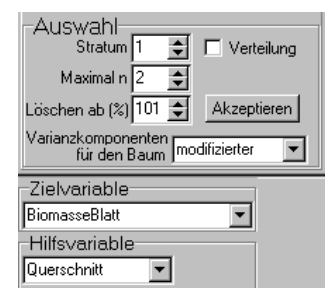 Auswahl
Stratum 1 Verteilung
Maximal n 2
Löschen ab (%) 101 Akzeptieren
Varianzkomponenten
für den Baum modifizierter
Zielvariable
BiomasseBlatt
Hilfsvariable
Querschnitt